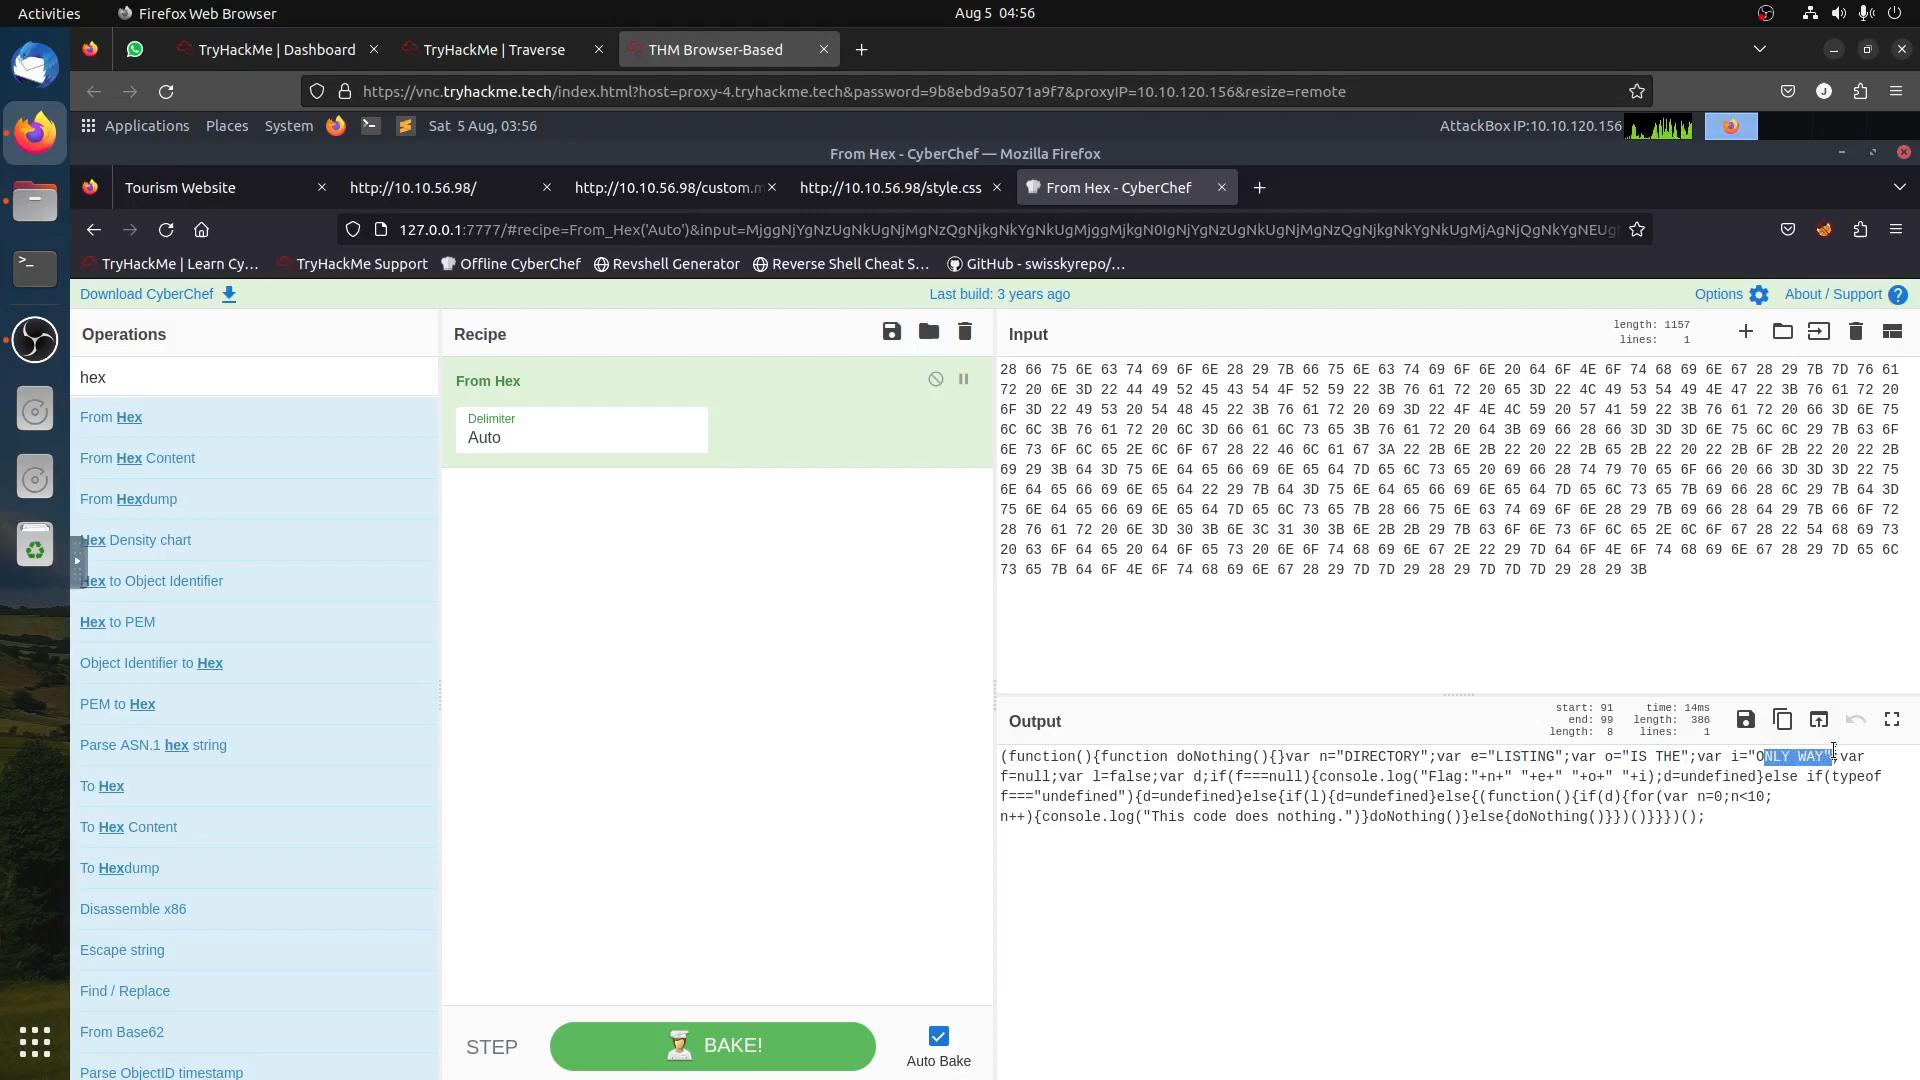 Activities
Firefox Web Browser
Aug 5 04:56
TryHackMe | Dashboard
TryHackMe | Traverse
THM Browser-Based
https://vnc.tryhackme.tech/index.html?host=proxy-4.tryhackme.tech&password=9b8ebd9a5071a9f7&proxyIP=10.10.120.156&resize=remote
Applications Places System
Sat 5 Aug, 03:56
AttackBox IP:10.10.120.156
From Hex - CyberChef — Mozilla Firefox
Tourism Website
http://10.10.56.98/
http://10.10.56.98/custom.m
http://10.10.56.98/style.css
From Hex - CyberChef
127.0.0.1:7777/#recipe=From_Hex('Auto')&input=MjggNjYgNzUgNkUgNjMgNzQgNjkgNkYgNkUgMjggMjkgN0IgNjYgNzUgNkUgNjMgNzQgNjkgNkYgNkUgMjAgNjQgNkYgNEUg
TryHackMe | Learn Cy...
TryHackMe Support
Offline CyberChef
Revshell Generator
Reverse Shell Cheat S...
GitHub - swisskyrepo/...
Download CyberChef
Last build: 3 years ago
Options
About / Support
Operations
Recipe
Input
length: 1157
lines: 1
hex
From Hex
From Hex Content
From Hexdump
Hex Density chart
Hex to Object Identifier
Hex to PEM
Object Identifier to Hex
PEM to Hex
Parse ASN.1 hex string
To Hex
To Hex Content
To Hexdump
Disassemble x86
Escape string
Find / Replace
From Base62
Parse ObjectID timestamp
From Hex
Delimiter
Auto
STEP
BAKE!
Auto Bake
28 66 75 6E 63 74 69 6F 6E 28 29 7B 66 75 6E 63 74 69 6F 6E 20 64 6F 4E 6F 74 68 69 6E 67 28 29 7B 7D 76 61
72 20 6E 3D 22 44 49 52 45 43 54 4F 52 59 22 3B 76 61 72 20 65 3D 22 4C 49 53 54 49 4E 47 22 3B 76 61 72 20
6F 3D 22 49 53 20 54 48 45 22 3B 76 61 72 20 69 3D 22 4F 4E 4C 59 20 57 41 59 22 3B 76 61 72 20 66 3D 6E 75
6C 6C 3B 76 61 72 20 6C 3D 66 61 6C 73 65 3B 76 61 72 20 64 3B 69 66 28 66 3D 3D 3D 6E 75 6C 6C 29 7B 63 6F
6E 73 6F 6C 65 2E 6C 6F 67 28 22 46 6C 61 67 3A 22 2B 6E 2B 22 20 22 2B 65 2B 22 20 22 2B 6F 2B 22 20 22 2B
69 29 3B 64 3D 75 6E 64 65 66 69 6E 65 64 7D 65 6C 73 65 20 69 66 28 74 79 70 65 6F 66 20 66 3D 3D 3D 22 75
6E 64 65 66 69 6E 65 64 22 29 7B 64 3D 75 6E 64 65 66 69 6E 65 64 7D 65 6C 73 65 7B 69 66 28 6C 29 7B 64 3D
75 6E 64 65 66 69 6E 65 64 7D 65 6C 73 65 7B 28 66 75 6E 63 74 69 6F 6E 28 29 7B 69 66 28 64 29 7B 66 6F 72
28 76 61 72 20 6E 3D 30 3B 6E 3C 31 30 3B 6E 2B 2B 29 7B 63 6F 6E 73 6F 6C 65 2E 6C 6F 67 28 22 54 68 69 73
20 63 6F 64 65 20 64 6F 65 73 20 6E 6F 74 68 69 6E 67 2E 22 29 7D 64 6F 4E 6F 74 68 69 6E 67 28 29 7D 65 6C
73 65 7B 64 6F 4E 6F 74 68 69 6E 67 28 29 7D 7D 29 28 29 7D 7D 7D 29 28 29 3B
Output
start: 91
end: 99
length: 8
time: 14ms
length: 386
lines: 1
(function(){function doNothing(){}var n="DIRECTORY";var e="LISTING";var o="IS THE";var i="ONLY WAY";var
f=null;var l=false;var d;if(f===null){console.log("Flag:"+n+" "+e+" "+o+" "+i);d=undefined}else if(typeof
f==="undefined"){d=undefined}else{if(l){d=undefined}else{(function(){if(d){for(var n=0;n<10;
n++){console.log("This code does nothing.")}doNothing()}else{doNothing()}})()}}})();